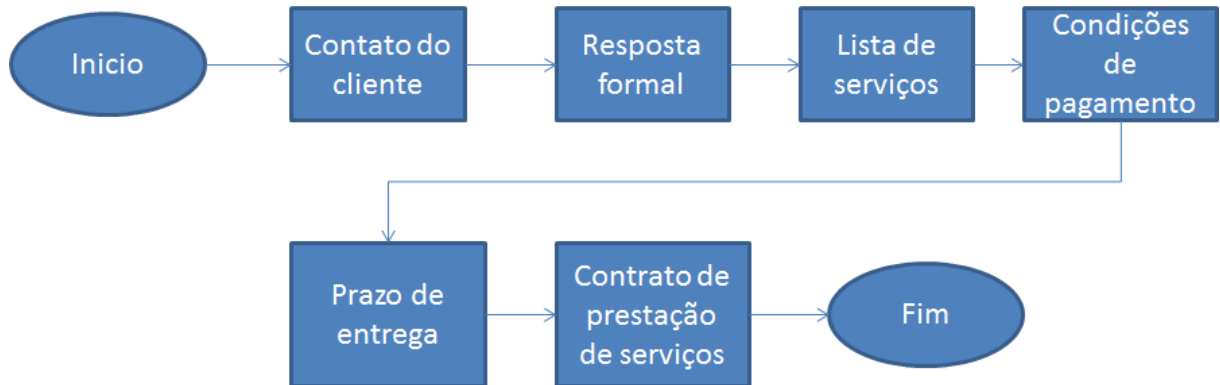 Inicio
Contato do
cliente
Resposta
formal
Lista de
serviços
Condições
de
pagamento
Prazo de
entrega
Contrato de
prestação
de serviços
Fim